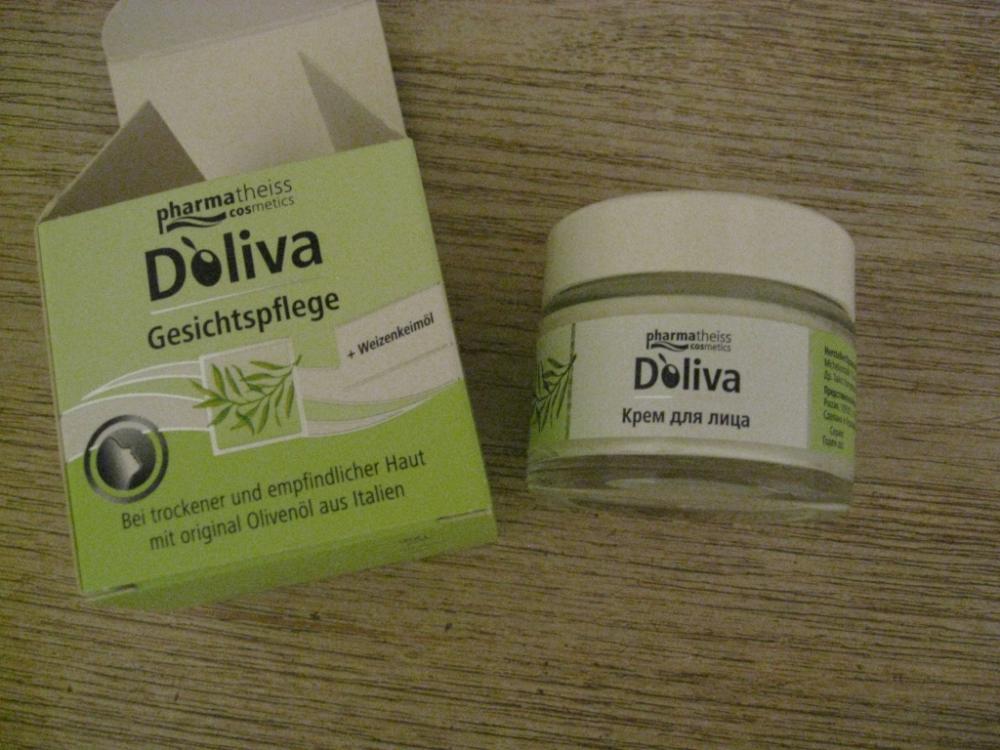 pharmatheiss
cosmetics
D'oliva
Gesichtspflege
+ Weizenkeimöl
Bei trockener und empfindlicher Haut
mit original Olivenöl aus Italien
pharmatheiss
cosmetics
D'oliva
Крем для лица